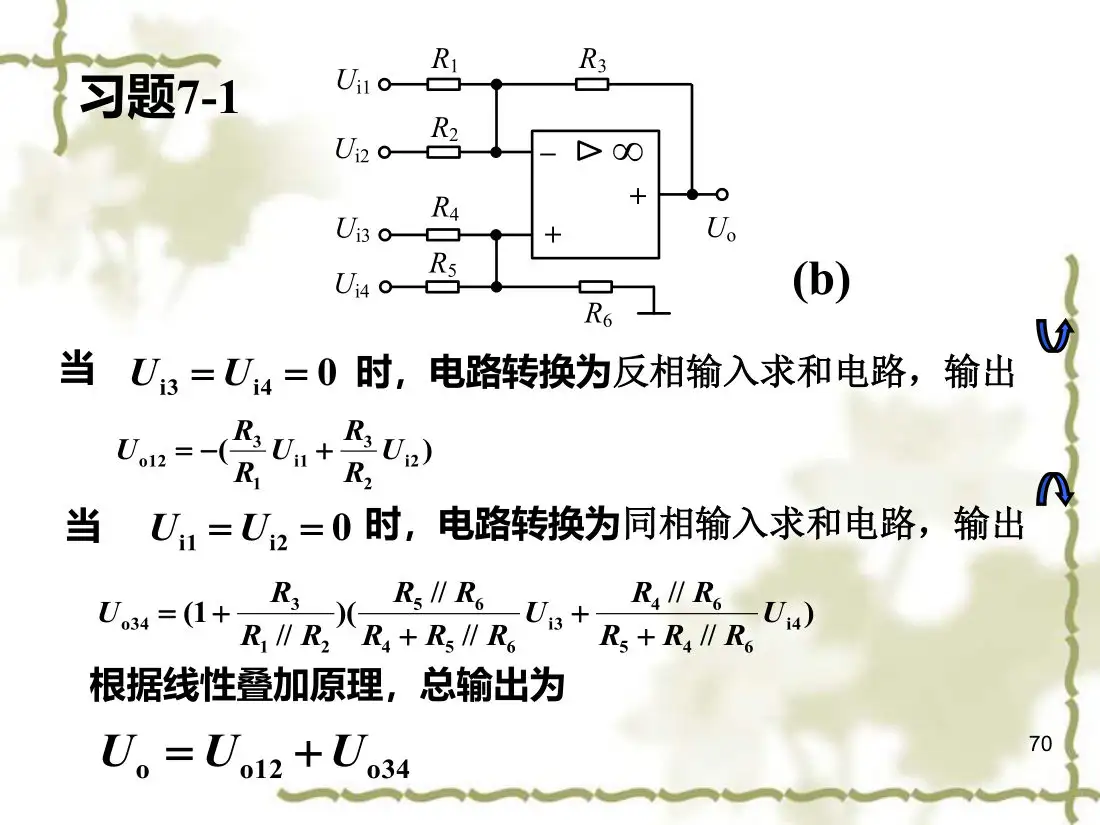 习题7-1
R1
R3
Ui1
R2
Ui2
− ▷ ∞
+
R4
Ui3
+
Uo
R5
Ui4
R6
(b)
当 Ui3 = Ui4 = 0 时，电路转换为反相输入求和电路，输出
Uo12 = −(R3/R1 Ui1 + R3/R2 Ui2)
当 Ui1 = Ui2 = 0 时，电路转换为同相输入求和电路，输出
Uo34 = (1 + R3/(R1 // R2))((R5 // R6)/(R4 + R5 // R6) Ui3 + (R4 // R6)/(R5 + R4 // R6) Ui4)
根据线性叠加原理，总输出为
Uo = Uo12 + Uo34
70